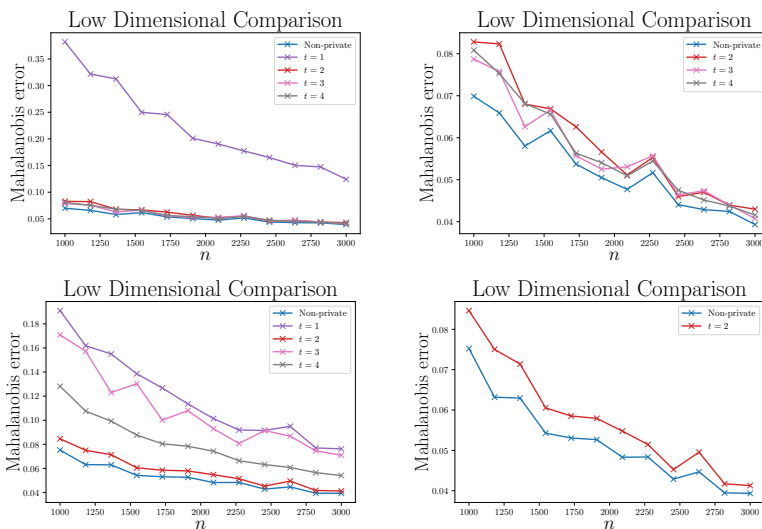 Low Dimensional Comparison
Mahalanobis error
0.35
0.30
0.25
0.20
0.15
0.10
0.05
Non-private
t = 1
t = 2
t = 3
t = 4
1000 1250 1500 1750 2000 2250 2500 2750 3000
n
Low Dimensional Comparison
Mahalanobis error
0.08
0.07
0.06
0.05
0.04
Non-private
t = 2
t = 3
t = 4
1000 1250 1500 1750 2000 2250 2500 2750 3000
n
Low Dimensional Comparison
Mahalanobis error
0.18
0.16
0.14
0.12
0.10
0.08
0.06
0.04
Non-private
t = 1
t = 2
t = 3
t = 4
1000 1250 1500 1750 2000 2250 2500 2750 3000
n
Low Dimensional Comparison
Mahalanobis error
0.08
0.07
0.06
0.05
0.04
Non-private
t = 2
1000 1250 1500 1750 2000 2250 2500 2750 3000
n